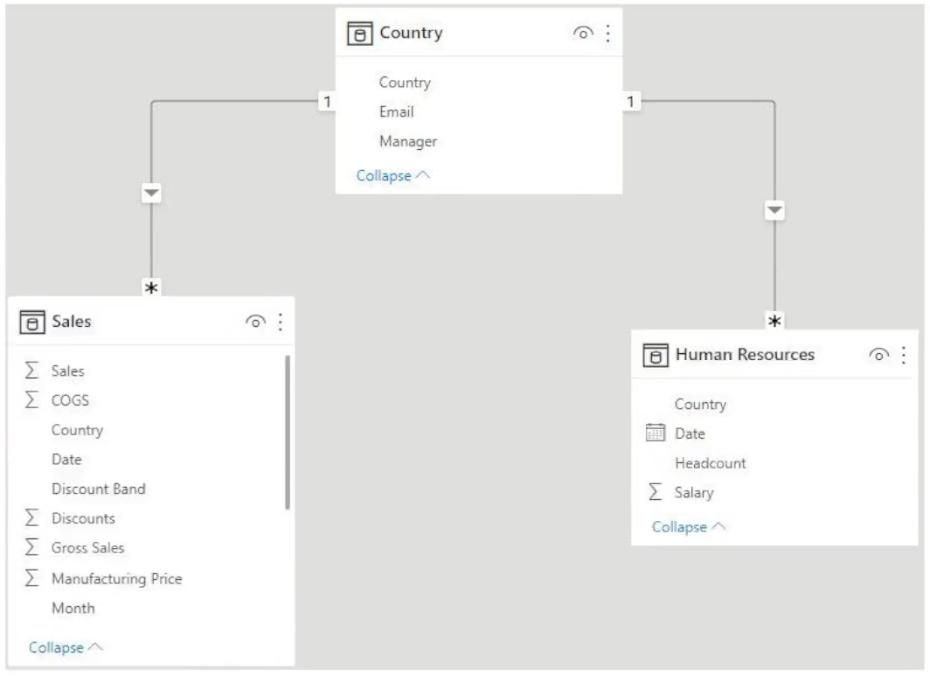 Country
Country
Email
Manager
Collapse
1
1
*
*
Sales
Σ Sales
Σ COGS
Country
Date
Discount Band
Σ Discounts
Σ Gross Sales
Σ Manufacturing Price
Month
Collapse
Human Resources
Country
Date
Headcount
Σ Salary
Collapse